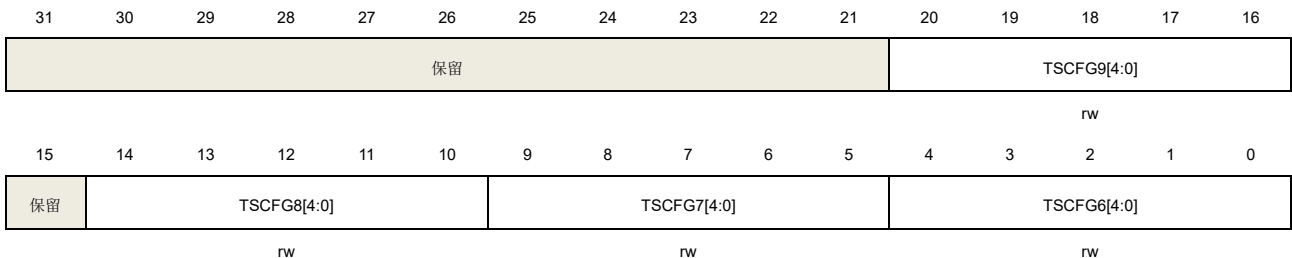 31 30 29 28 27 26 25 24 23 22 21 20 19 18 17 16
保留 TSCFG9[4:0]
rw
15 14 13 12 11 10 9 8 7 6 5 4 3 2 1 0
保留 TSCFG8[4:0] TSCFG7[4:0] TSCFG6[4:0]
rw rw rw